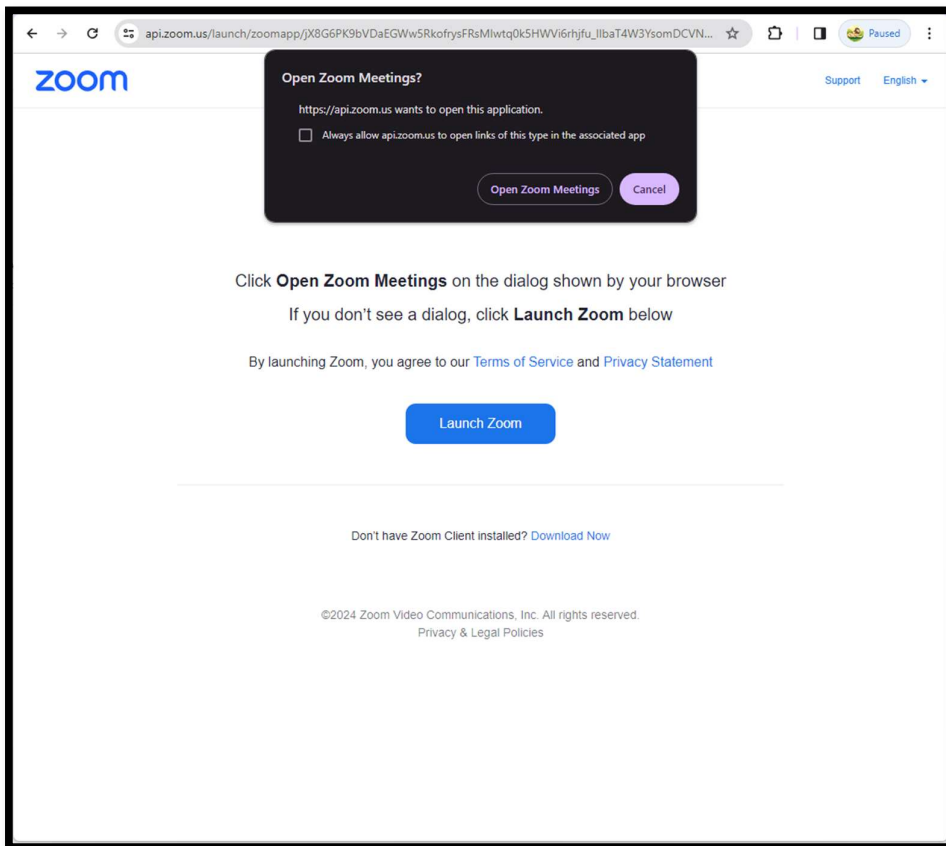 api.zoom.us/launch/zoomapp/jX8G6PK9bVDaEGWw5RkofrysFRsMlwtq0k5HWVi6rhjfu_IIbaT4W3YsomDCVN...
Paused
zoom
Support
English
Open Zoom Meetings?
https://api.zoom.us wants to open this application.
Always allow api.zoom.us to open links of this type in the associated app
Open Zoom Meetings
Cancel
Click Open Zoom Meetings on the dialog shown by your browser
If you don't see a dialog, click Launch Zoom below
By launching Zoom, you agree to our Terms of Service and Privacy Statement
Launch Zoom
Don't have Zoom Client installed? Download Now
©2024 Zoom Video Communications, Inc. All rights reserved.
Privacy & Legal Policies